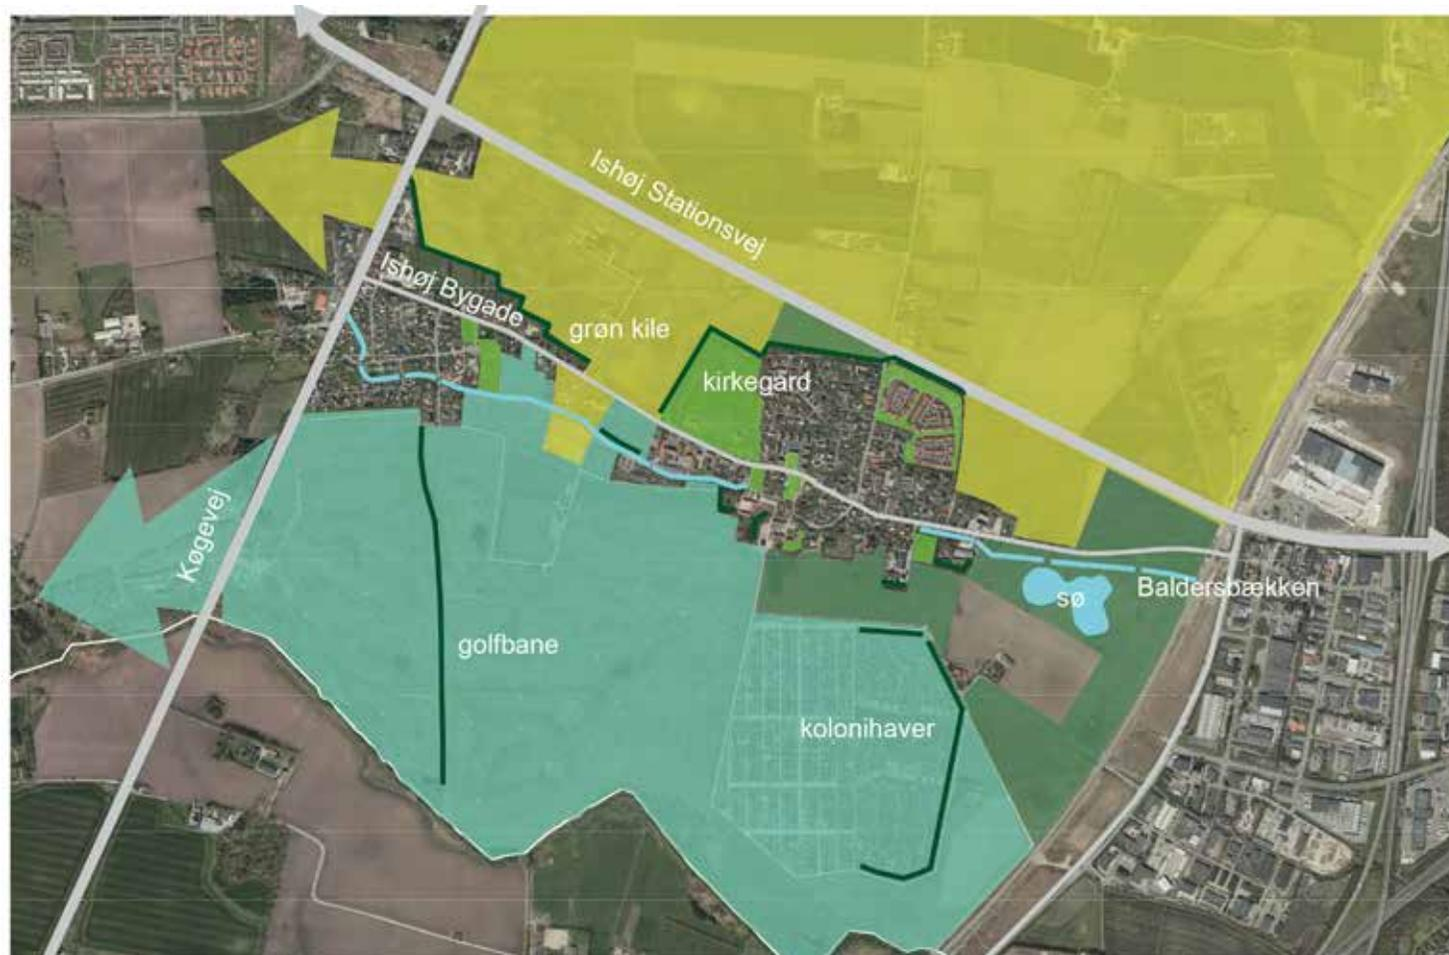 Ishøj Stationsvej
Ishøj Bygade
grøn kile
kirkegård
Køgevej
golfbane
sø
Baldersbækken
kolonihaver